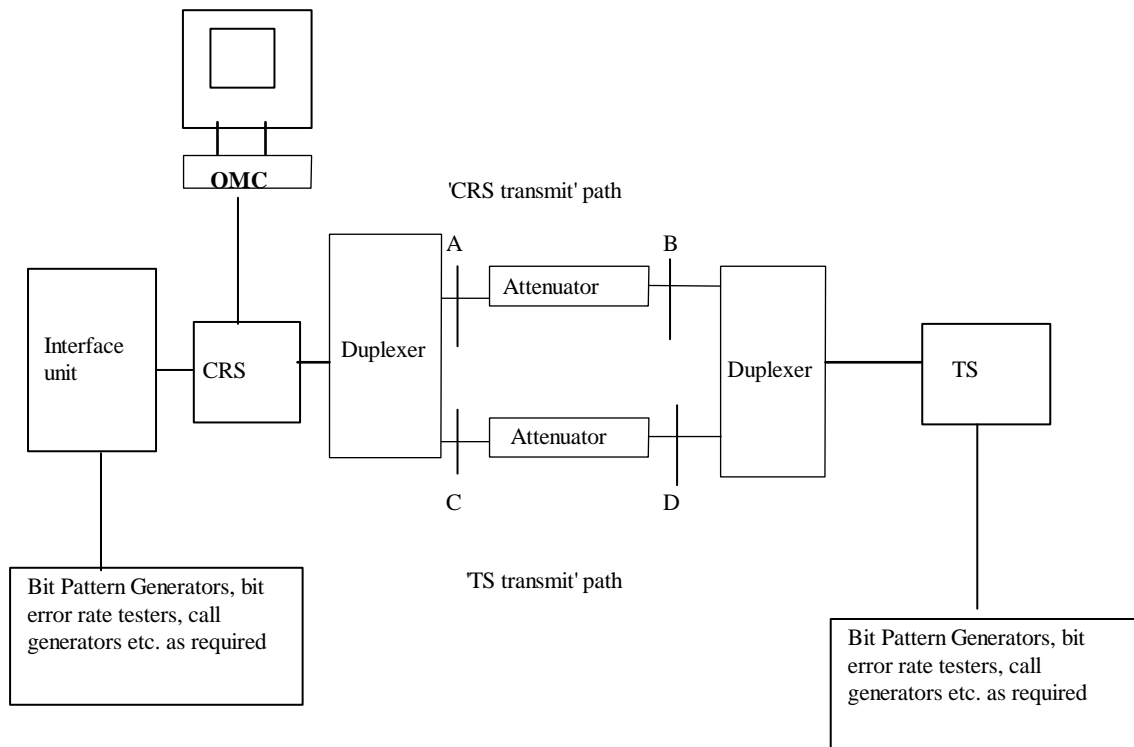 OMC
'CRS transmit' path
A
B
Attenuator
Interface
unit
CRS
Duplexer
Duplexer
TS
Attenuator
C
D
'TS transmit' path
Bit Pattern Generators, bit
error rate testers, call
generators etc. as required
Bit Pattern Generators, bit
error rate testers, call
generators etc. as required